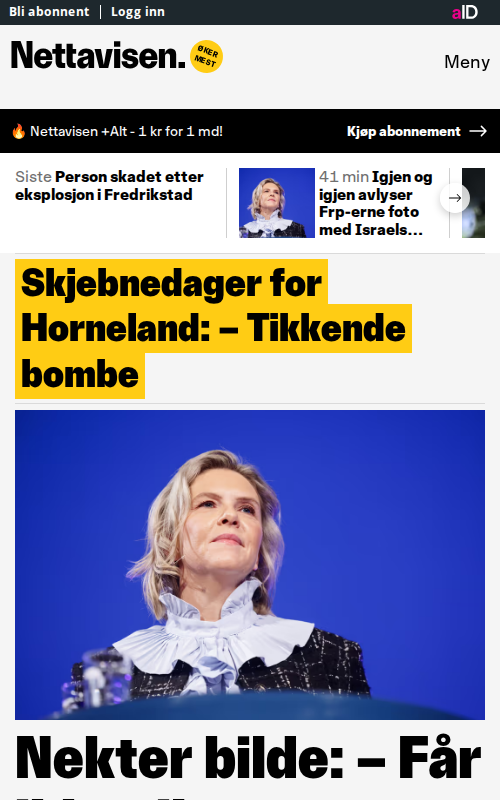 Bli abonnent
Logg inn
aID
Nettavisen.
ØKER
MEST
Meny
🔥 Nettavisen +Alt - 1 kr for 1 md!
Kjøp abonnement
Siste Person skadet etter
eksplosjon i Fredrikstad
41 min Igjen og
igjen avlyser
Frp-erne foto
med Israels...
Skjebnedager for
Horneland: – Tikkende
bombe
Nekter bilde: – Får